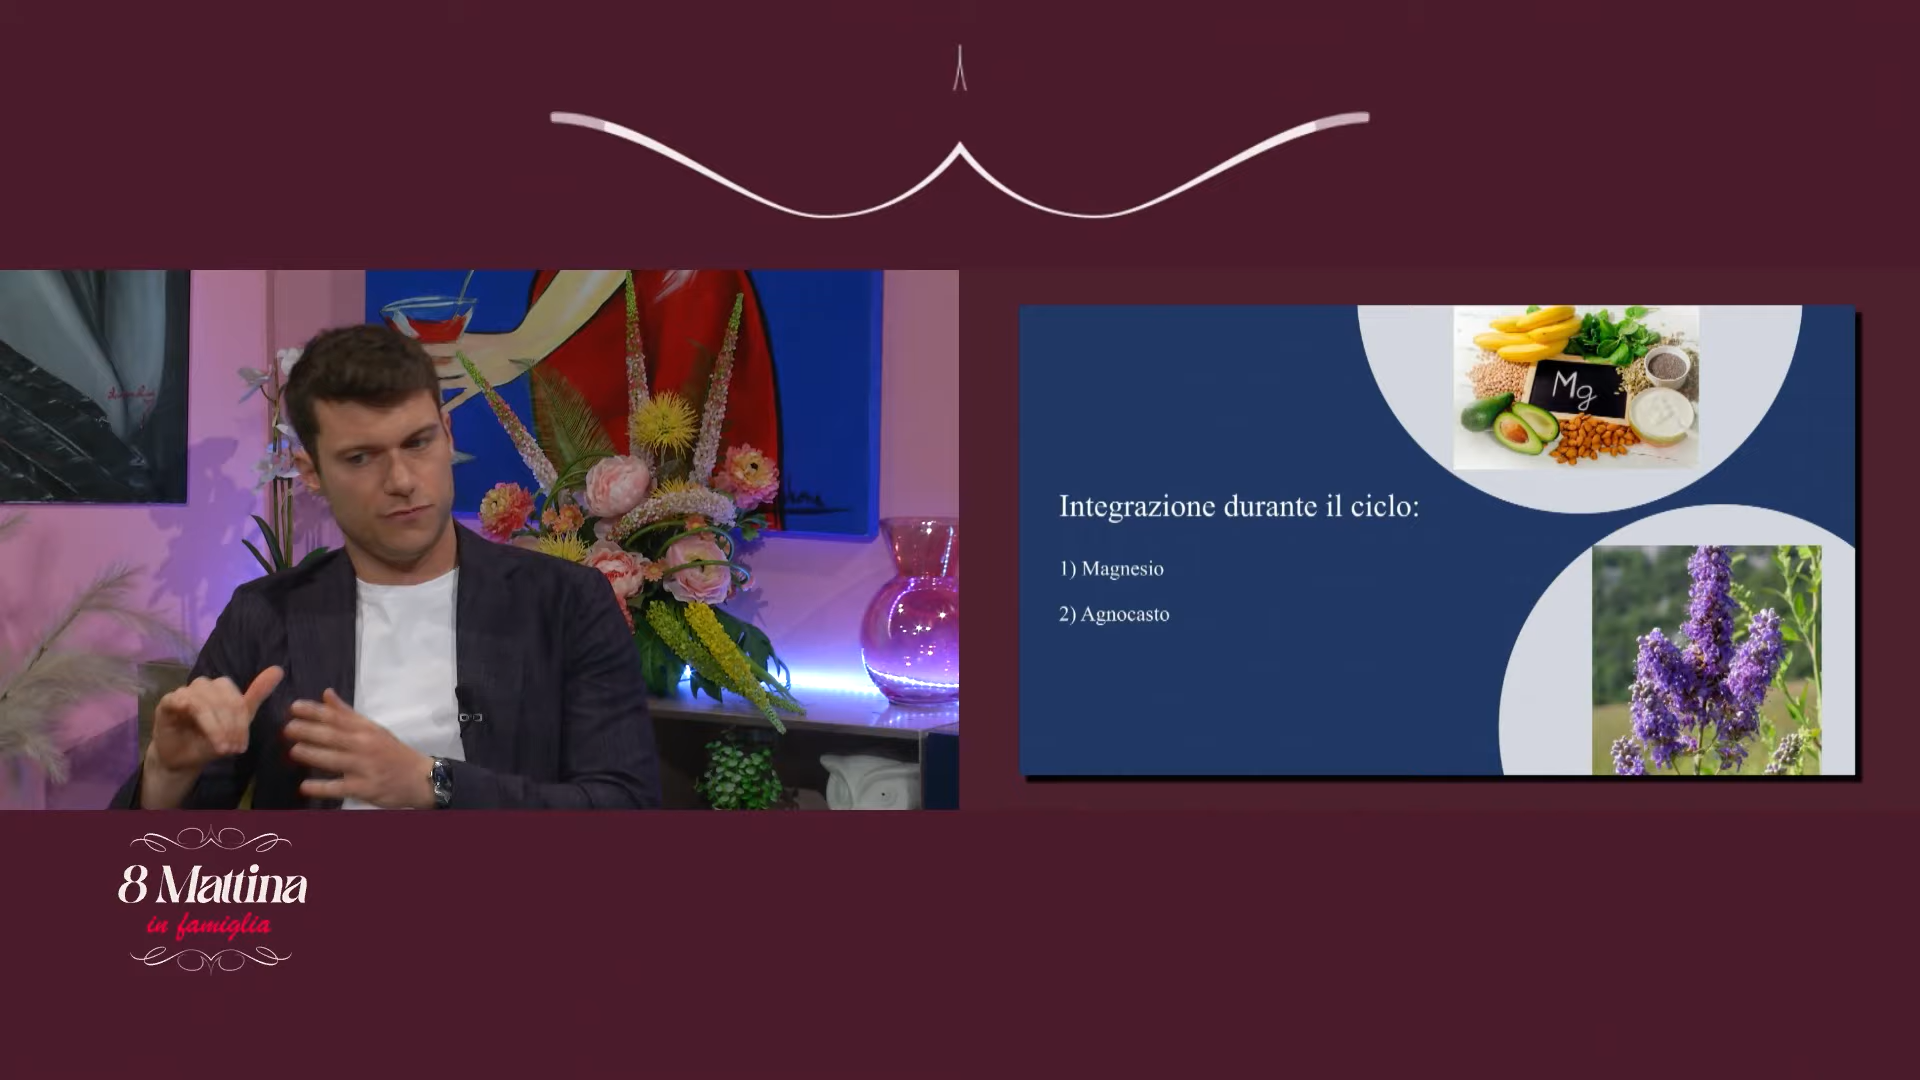 Mg
Integrazione durante il ciclo:
1) Magnesio
2) Agnocasto
8 Mattina
in famiglia